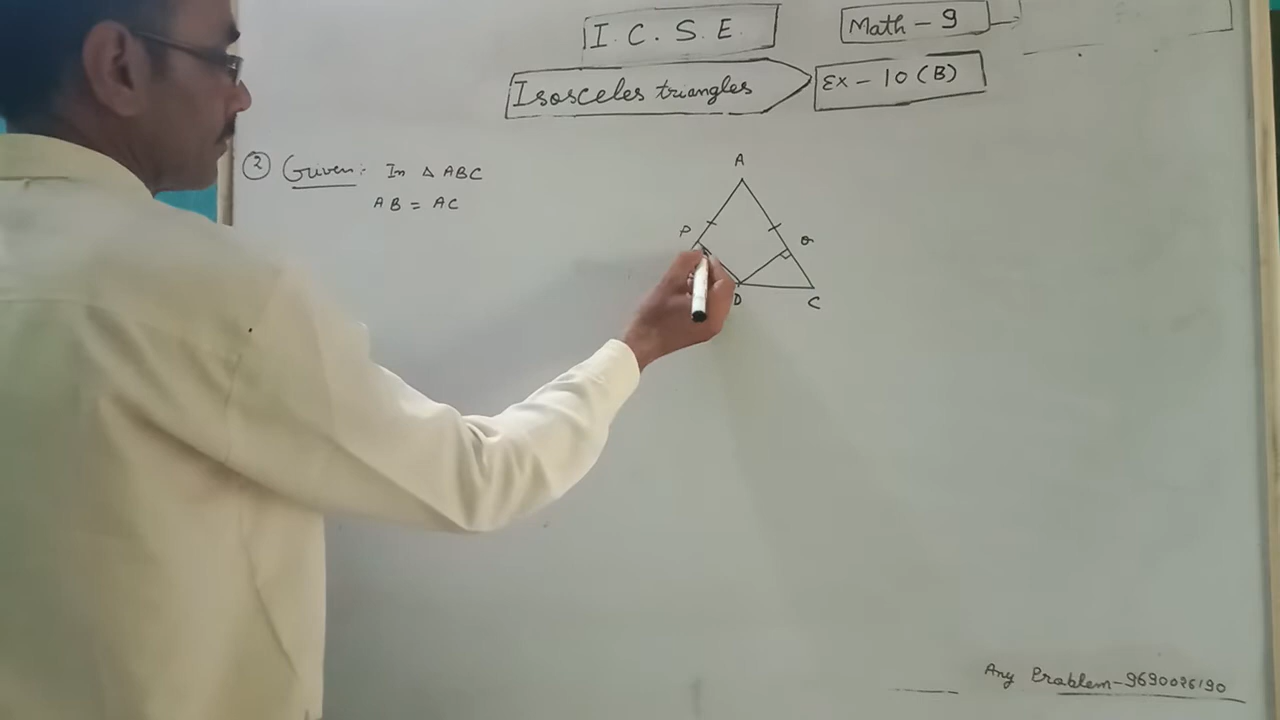 I. C. S. E.
Math - 9
Isosceles triangles
Ex - 10 (B)
② Given:- In △ ABC
AB = AC
A
P
Q
D
C
Any Problem - 9690026190